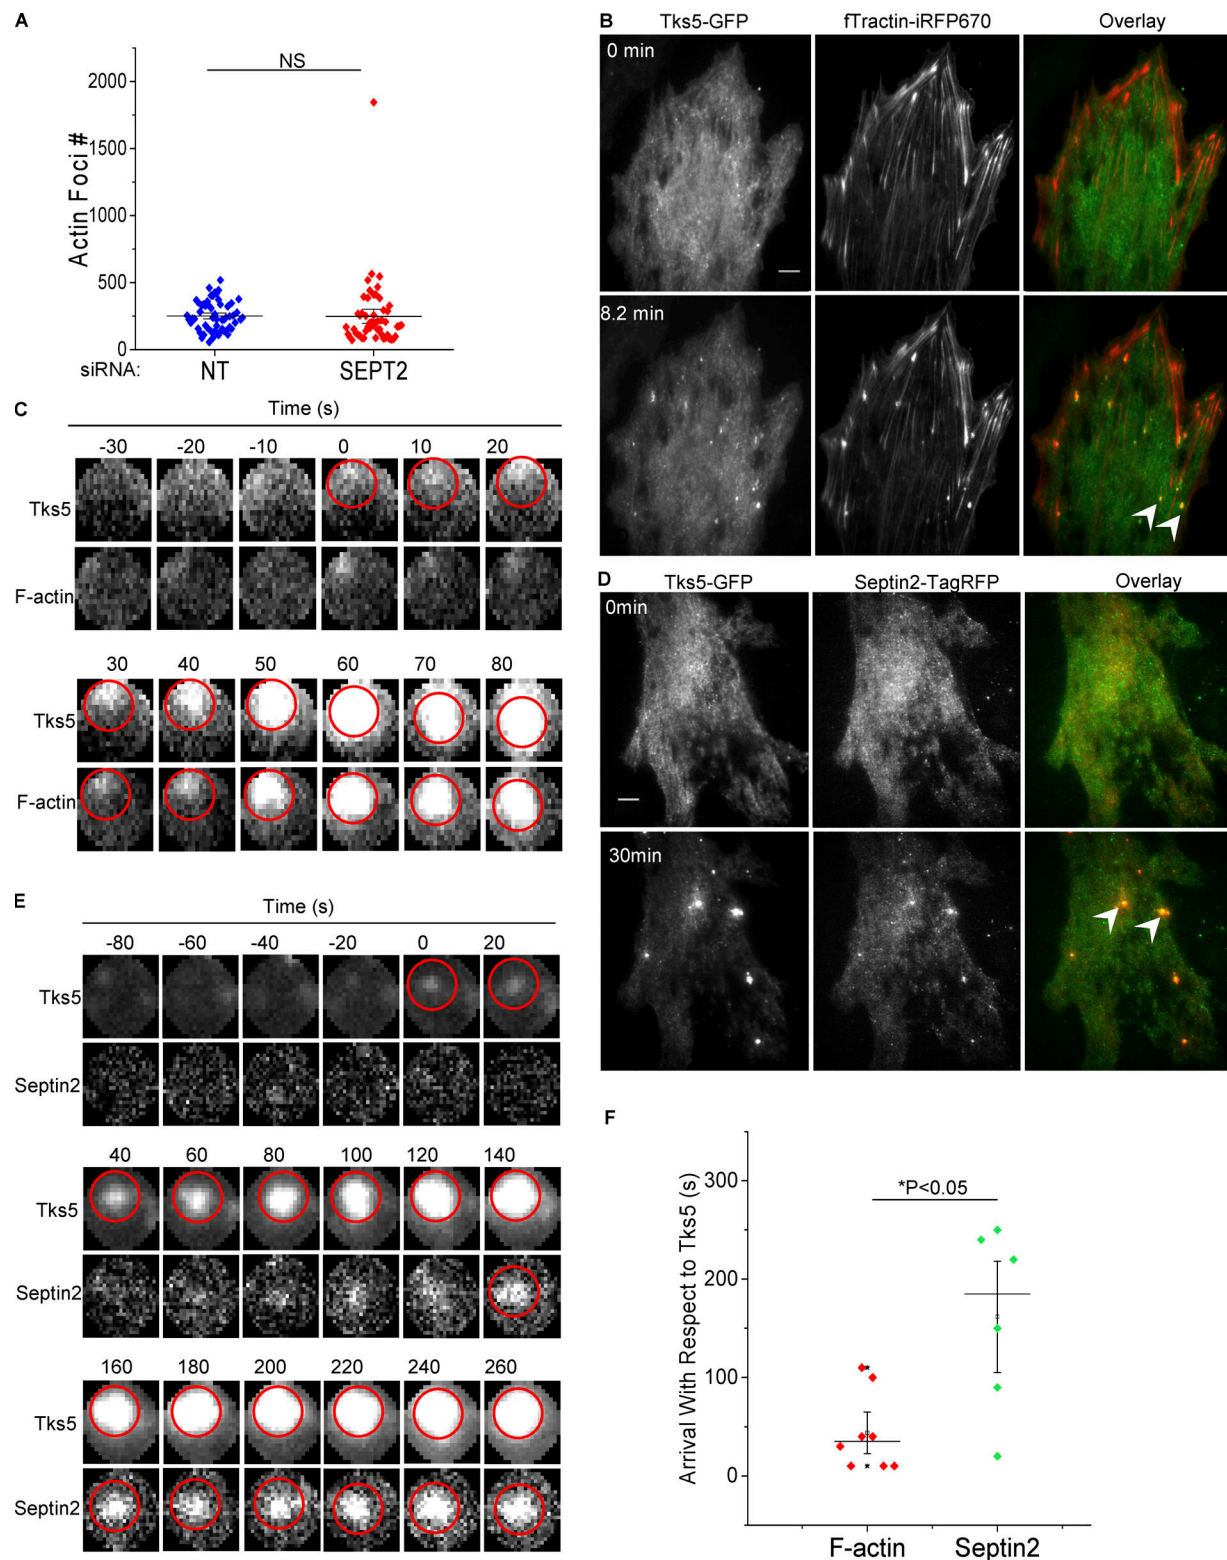 A
Actin Foci #
2000
1500
1000
500
0
NS
siRNA:
NT
SEPT2
B
Tks5-GFP
fTractin-iRFP670
Overlay
0 min
8.2 min
C
Time (s)
-30 -20 -10 0 10 20
Tks5
F-actin
30 40 50 60 70 80
Tks5
F-actin
D
Tks5-GFP
Septin2-TagRFP
Overlay
0min
30min
E
Time (s)
-80 -60 -40 -20 0 20
Tks5
Septin2
40 60 80 100 120 140
Tks5
Septin2
160 180 200 220 240 260
Tks5
Septin2
F
Arrival With Respect to Tks5 (s)
300
200
100
0
*P<0.05
F-actin
Septin2